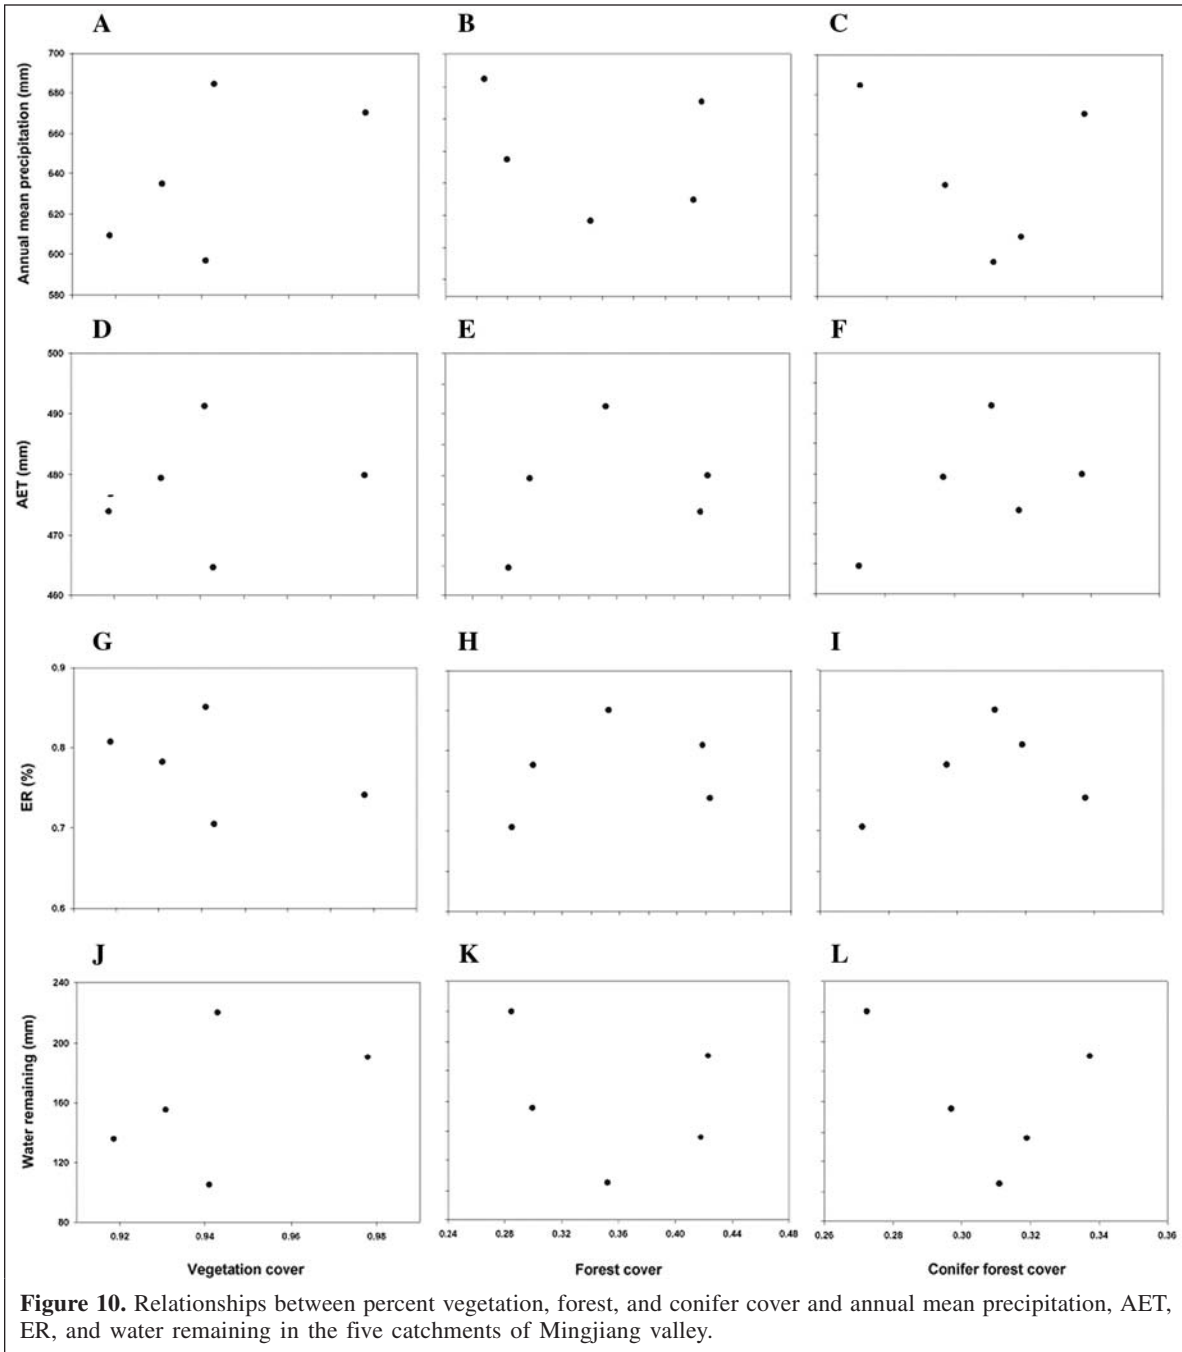 A
B
C
700
680
660
640
620
600
580
Annual mean precipitation (mm)
D
E
F
500
490
480
470
460
AET (mm)
G
H
I
0.9
0.8
0.7
0.6
ER (%)
J
K
L
240
200
160
120
80
Water remaining (mm)
0.92 0.94 0.96 0.98
0.24 0.28 0.32 0.36 0.40 0.44 0.48
0.26 0.30 0.34 0.36
Vegetation cover
Forest cover
Conifer forest cover
Figure 10. Relationships between percent vegetation, forest, and conifer cover and annual mean precipitation, AET,
ER, and water remaining in the five catchments of Mingjiang valley.